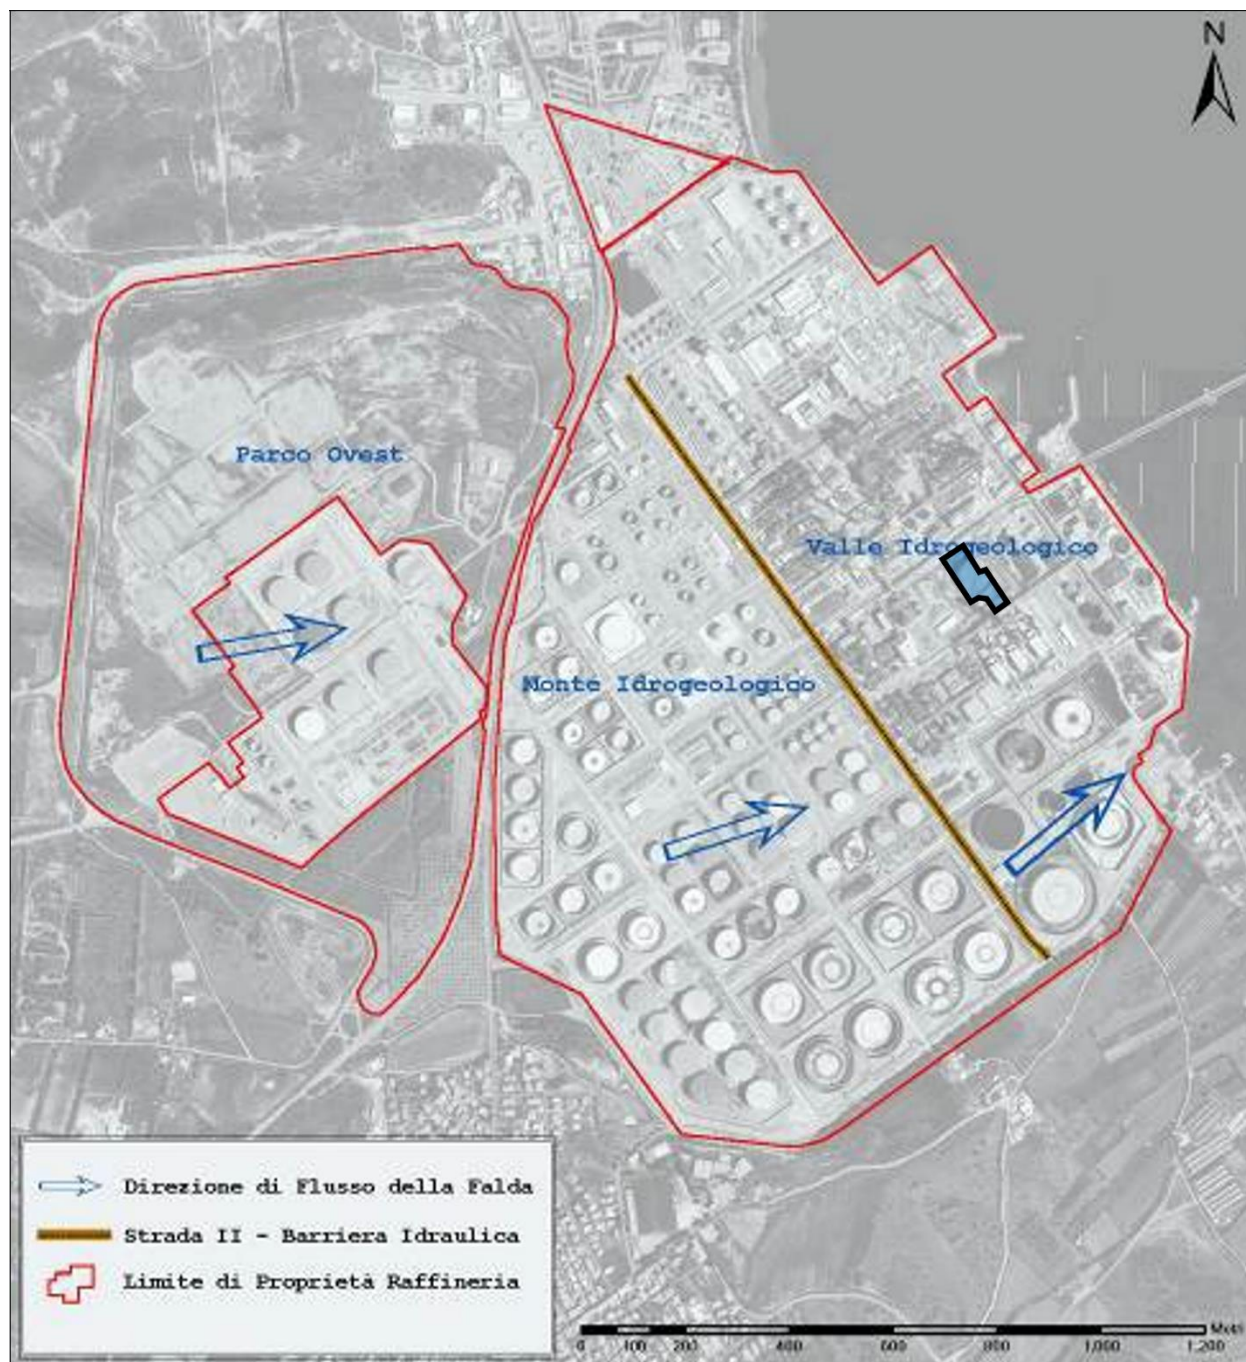 N
Parco Ovest
Valle Idrogeologico
Monte Idrogeologico
Direzione di Flusso della Falda
Strada II - Barriera Idraulica
Limite di Proprietà Raffineria
Metri
0 100 200 400 600 800 1,000 1,200